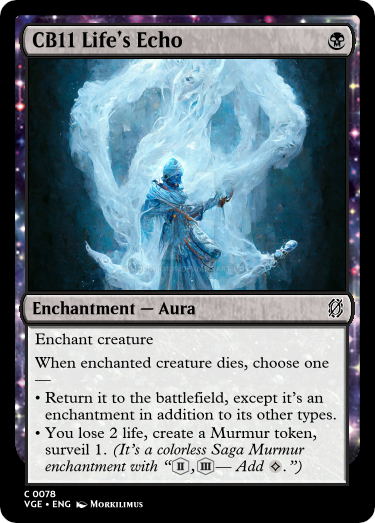 CB11 Life's Echo
Enchantment — Aura
Enchant creature
When enchanted creature dies, choose one
—
• Return it to the battlefield, except it's an
enchantment in addition to its other types.
• You lose 2 life, create a Murmur token,
surveil 1. (It's a colorless Saga Murmur
enchantment with "II, III— Add ◇.")
C 0078
VGE • ENG Morkilimus